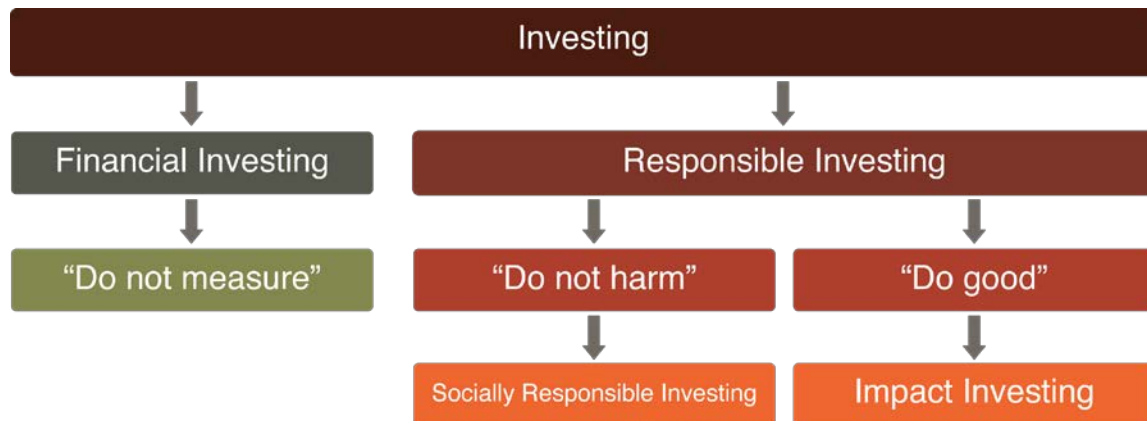 Investing
Financial Investing
Responsible Investing
“Do not measure”
“Do not harm”
“Do good”
Socially Responsible Investing
Impact Investing